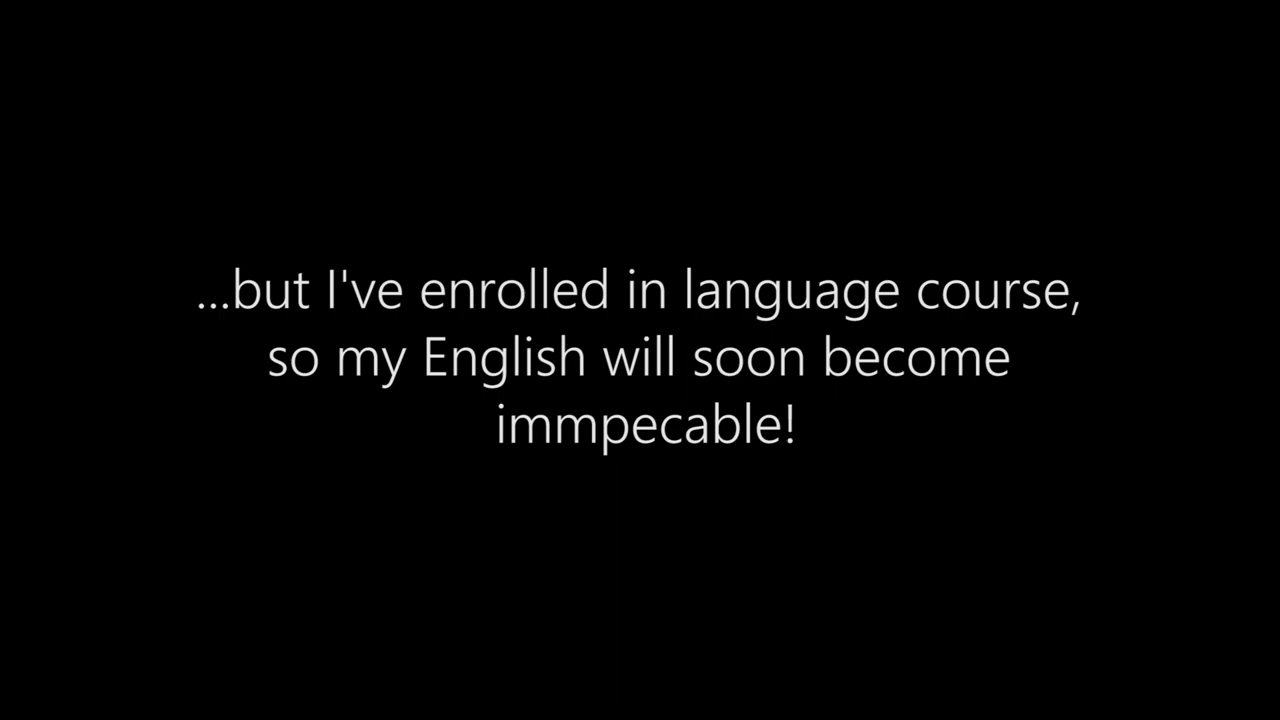 ...but I've enrolled in language course,
so my English will soon become
immpecable!